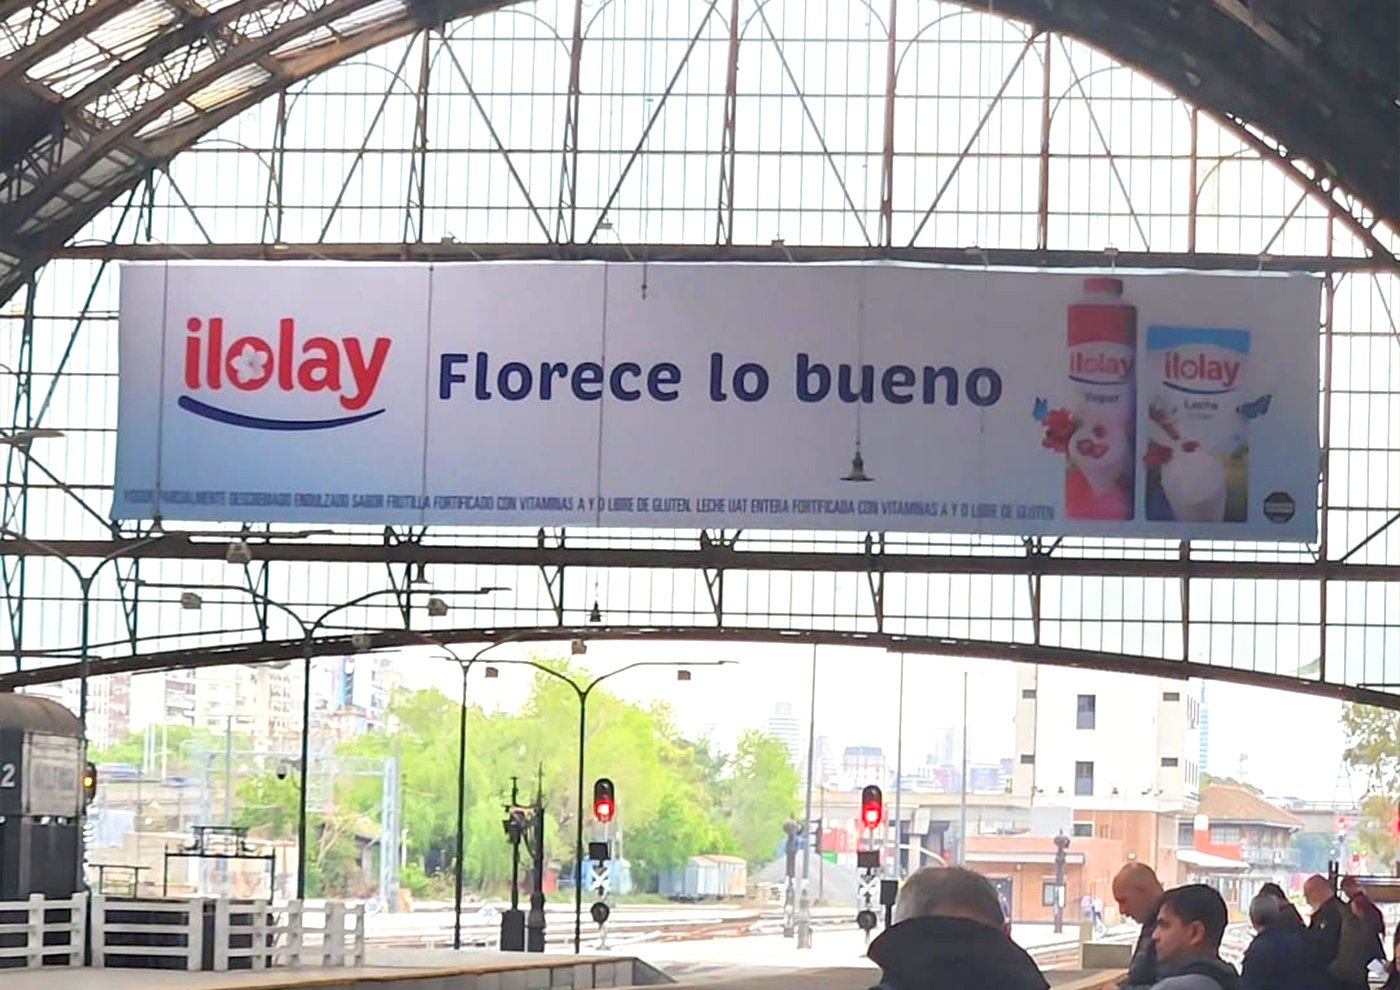 ilolay
Florece lo bueno
ilolay
Yogur
ilolay
Leche
YOGUR PARCIALMENTE DESCREMADO ENDULZADO SABOR FRUTILLA FORTIFICADO CON VITAMINAS A Y D LIBRE DE GLUTEN. LECHE UAT ENTERA FORTIFICADA CON VITAMINAS A Y D LIBRE DE GLUTEN
2